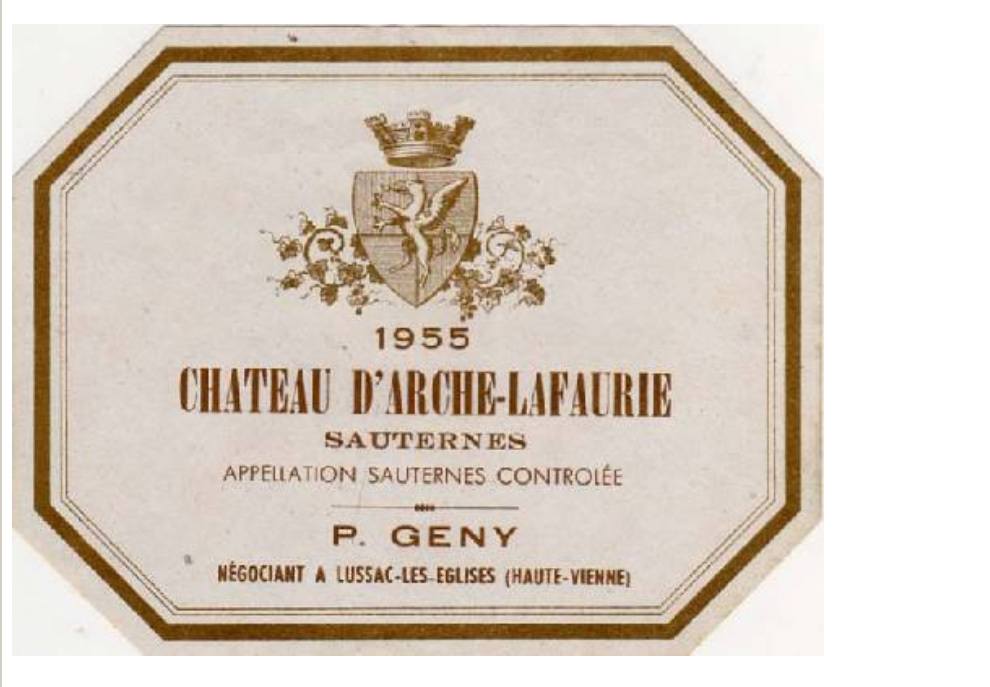 1955
CHATEAU D'ARCHE-LAFAURIE
SAUTERNES
APPELLATION SAUTERNES CONTROLÉE
P. GENY
NÉGOCIANT A LUSSAC-LES-EGLISES (HAUTE-VIENNE)